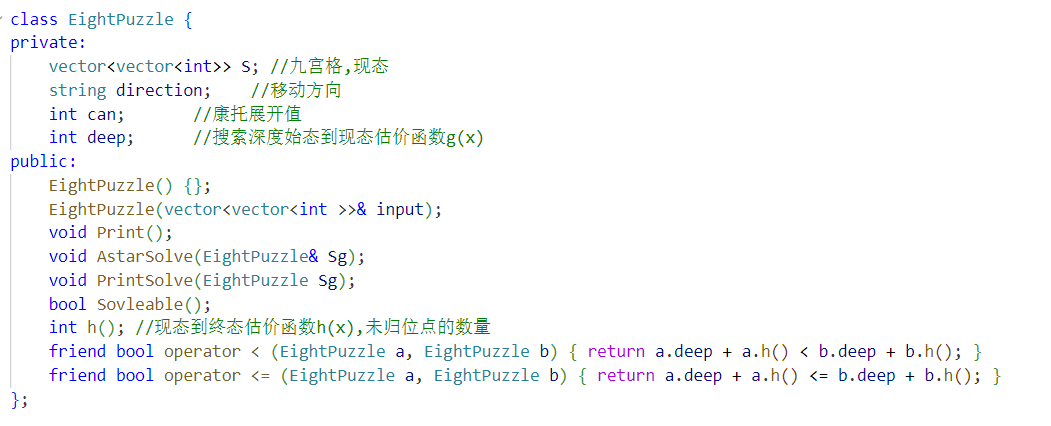 class EightPuzzle {
private:
    vector<vector<int>> S; //九宫格,现态
    string direction;    //移动方向
    int can;       //康托展开值
    int deep;      //搜索深度始态到现态估价函数g(x)
public:
    EightPuzzle() {};
    EightPuzzle(vector<vector<int >>& input);
    void Print();
    void AstarSolve(EightPuzzle& Sg);
    void PrintSolve(EightPuzzle Sg);
    bool Sovleable();
    int h(); //现态到终态估价函数h(x),未归位点的数量
    friend bool operator < (EightPuzzle a, EightPuzzle b) { return a.deep + a.h() < b.deep + b.h(); }
    friend bool operator <= (EightPuzzle a, EightPuzzle b) { return a.deep + a.h() <= b.deep + b.h(); }
};